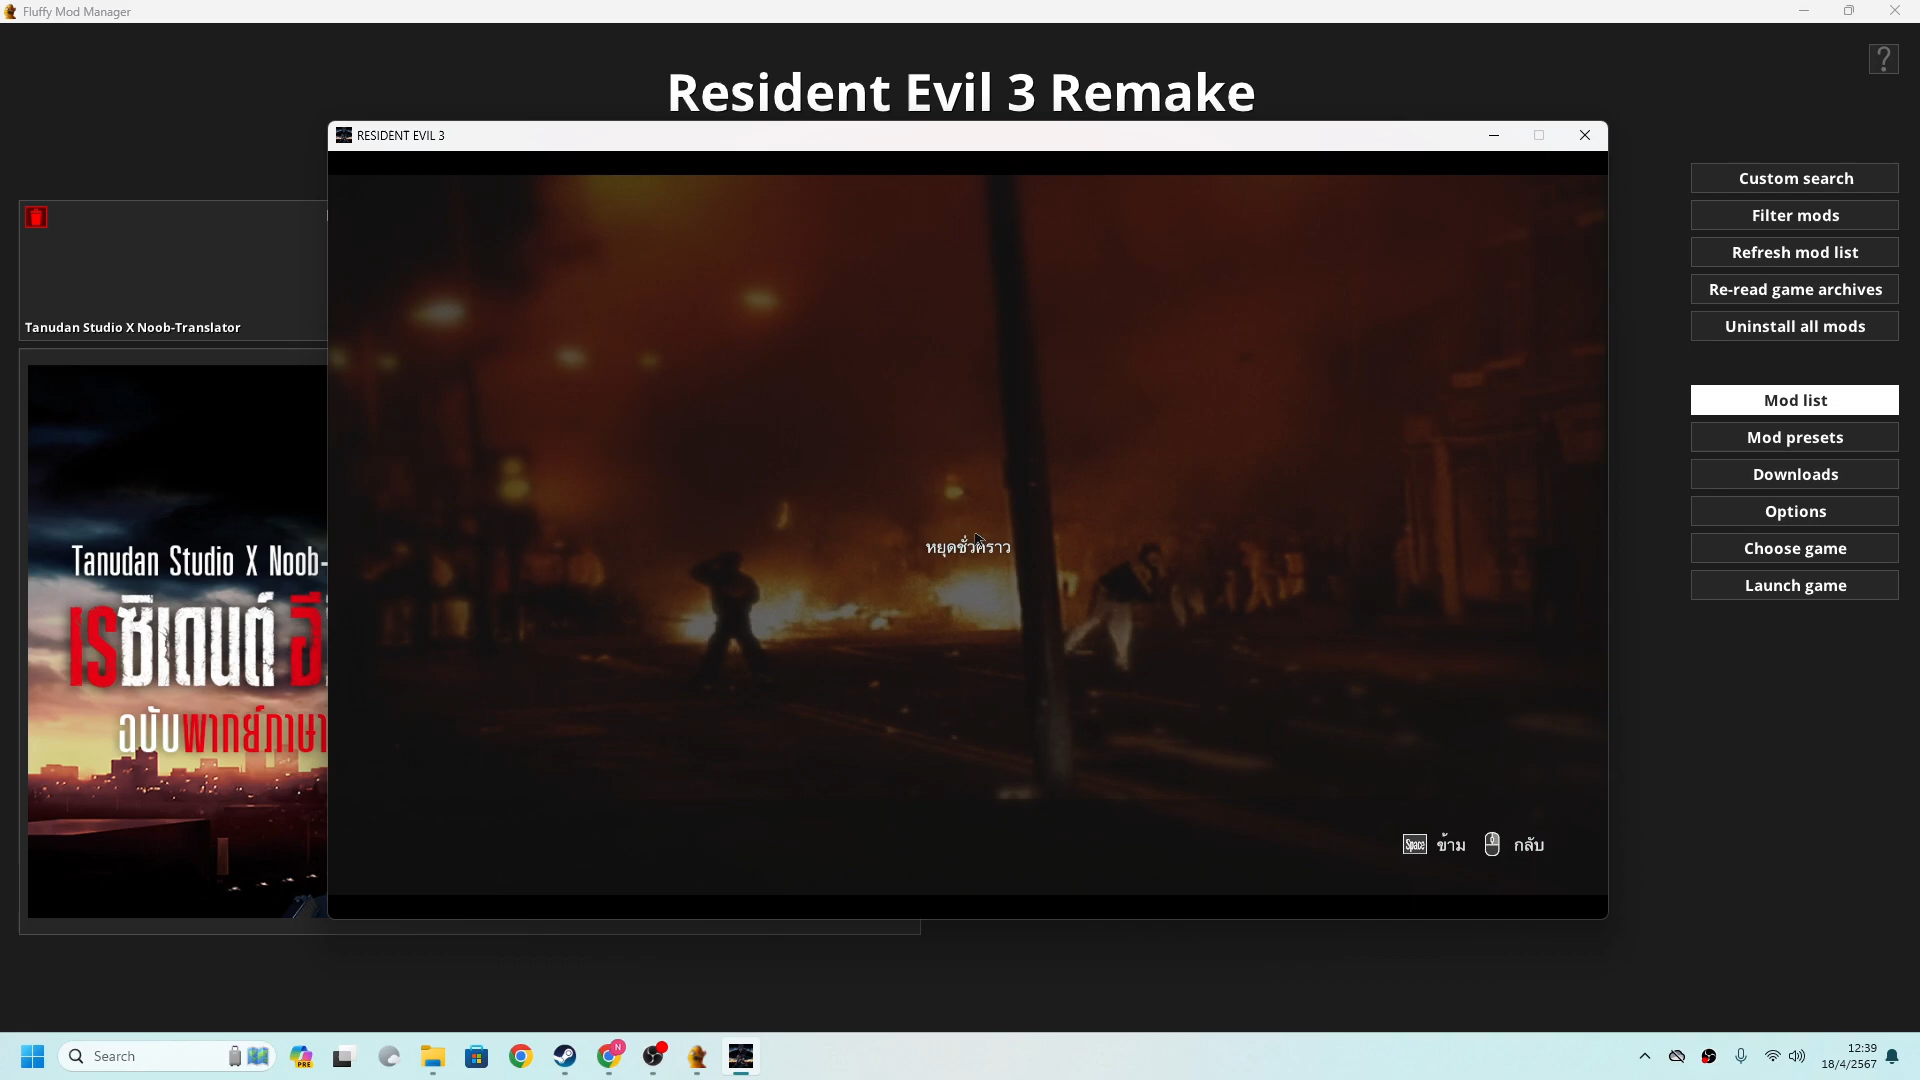 Fluffy Mod Manager
?
Resident Evil 3 Remake
RESIDENT EVIL 3
Custom search
Filter mods
Refresh mod list
Re-read game archives
Uninstall all mods
Tanudan Studio X Noob-Translator
Mod list
Mod presets
Downloads
Options
Choose game
Launch game
Tanudan Studio X Noob-
เรซิเดนต์ อี
ฉบับพากย์ภาษา
หยุดชั่วคราว
Space ข้าม กลับ
Search
PRE
N
12:39
18/4/2567